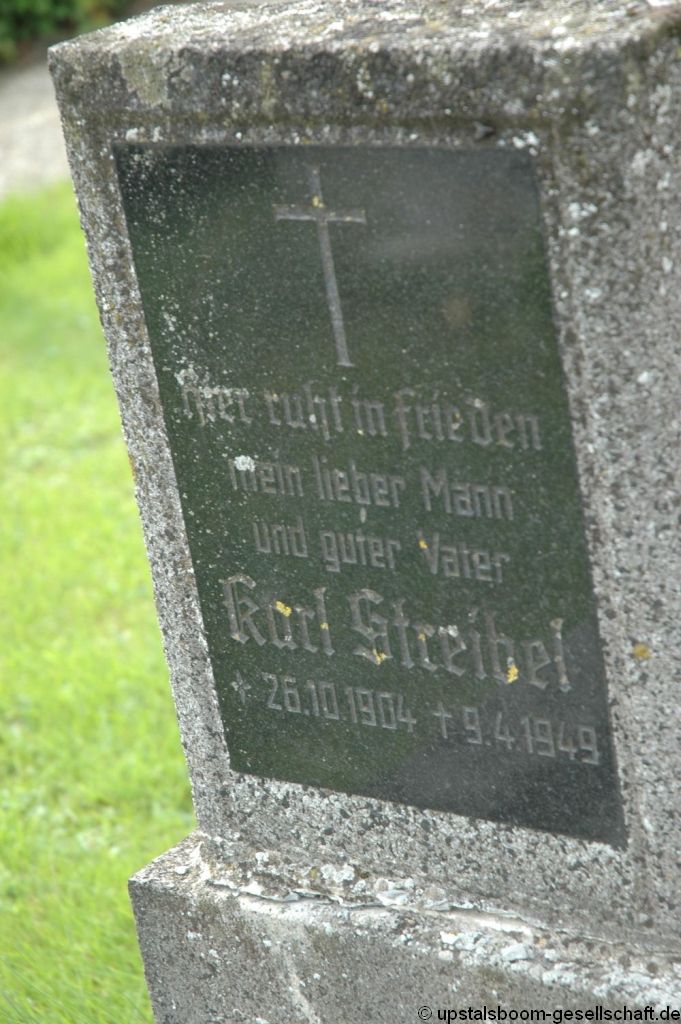 Hier ruht in Frieden
mein lieber Mann
und guter Vater
Karl Streibel
* 26.10.1904 † 9.4.1949
© upstalsboom-gesellschaft.de